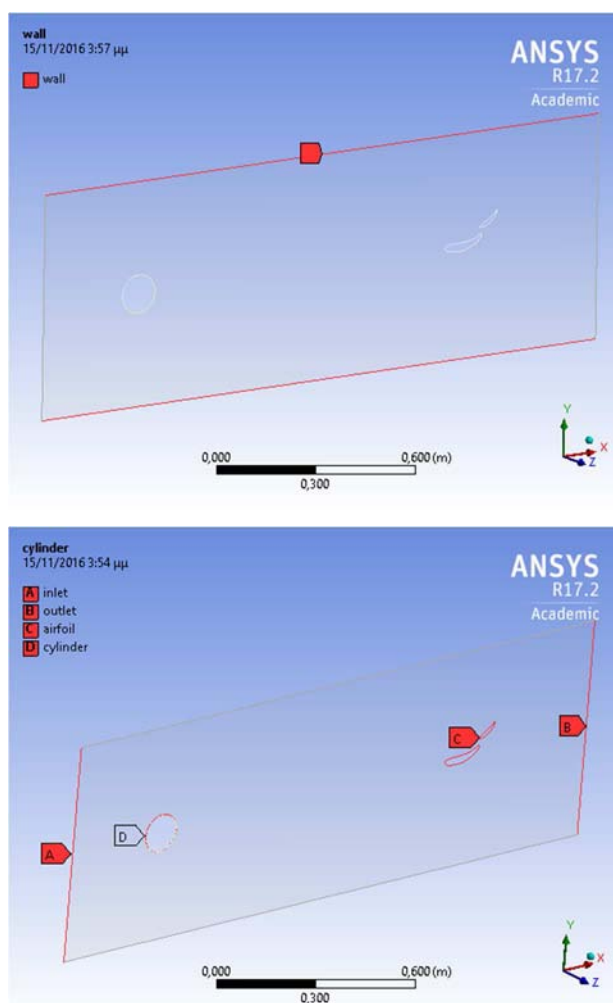 wall
15/11/2016 3:57 μμ
wall
ANSYS
R17.2
Academic
0,000
0,600 (m)
0,300
Y
X
Z
cylinder
15/11/2016 3:54 μμ
A inlet
B outlet
C airfoil
D cylinder
ANSYS
R17.2
Academic
A
D
C
B
0,000
0,600 (m)
0.300
Y
X
Z